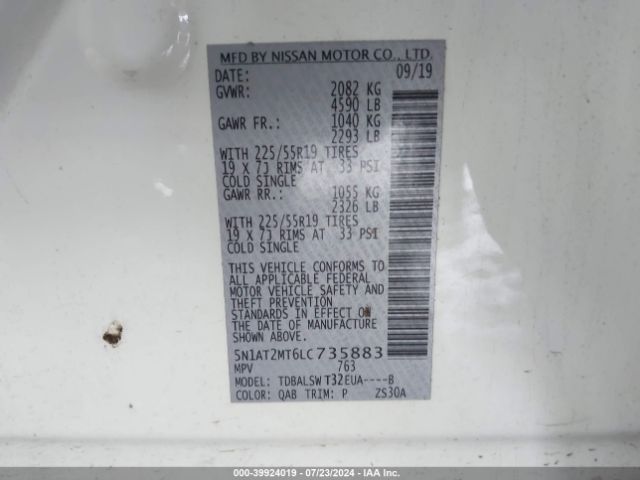 MFD BY NISSAN MOTOR CO., LTD.
DATE: 09/19
GVWR: 2082 KG
4590 LB
GAWR FR.: 1040 KG
2293 LB
WITH 225/55R19 TIRES
19 X 7J RIMS AT 33 PSI
COLD SINGLE
GAWR RR.: 1055 KG
2326 LB
WITH 225/55R19 TIRES
19 X 7J RIMS AT 33 PSI
COLD SINGLE
THIS VEHICLE CONFORMS TO
ALL APPLICABLE FEDERAL
MOTOR VEHICLE SAFETY AND
THEFT PREVENTION
STANDARDS IN EFFECT ON
THE DATE OF MANUFACTURE
SHOWN ABOVE.
5N1AT2MT6LC735883
MPV 763
MODEL: TDBALSW T32EUA----B
COLOR: QAB TRIM: P ZS30A
000-39924019 - 07/23/2024 - IAA Inc.